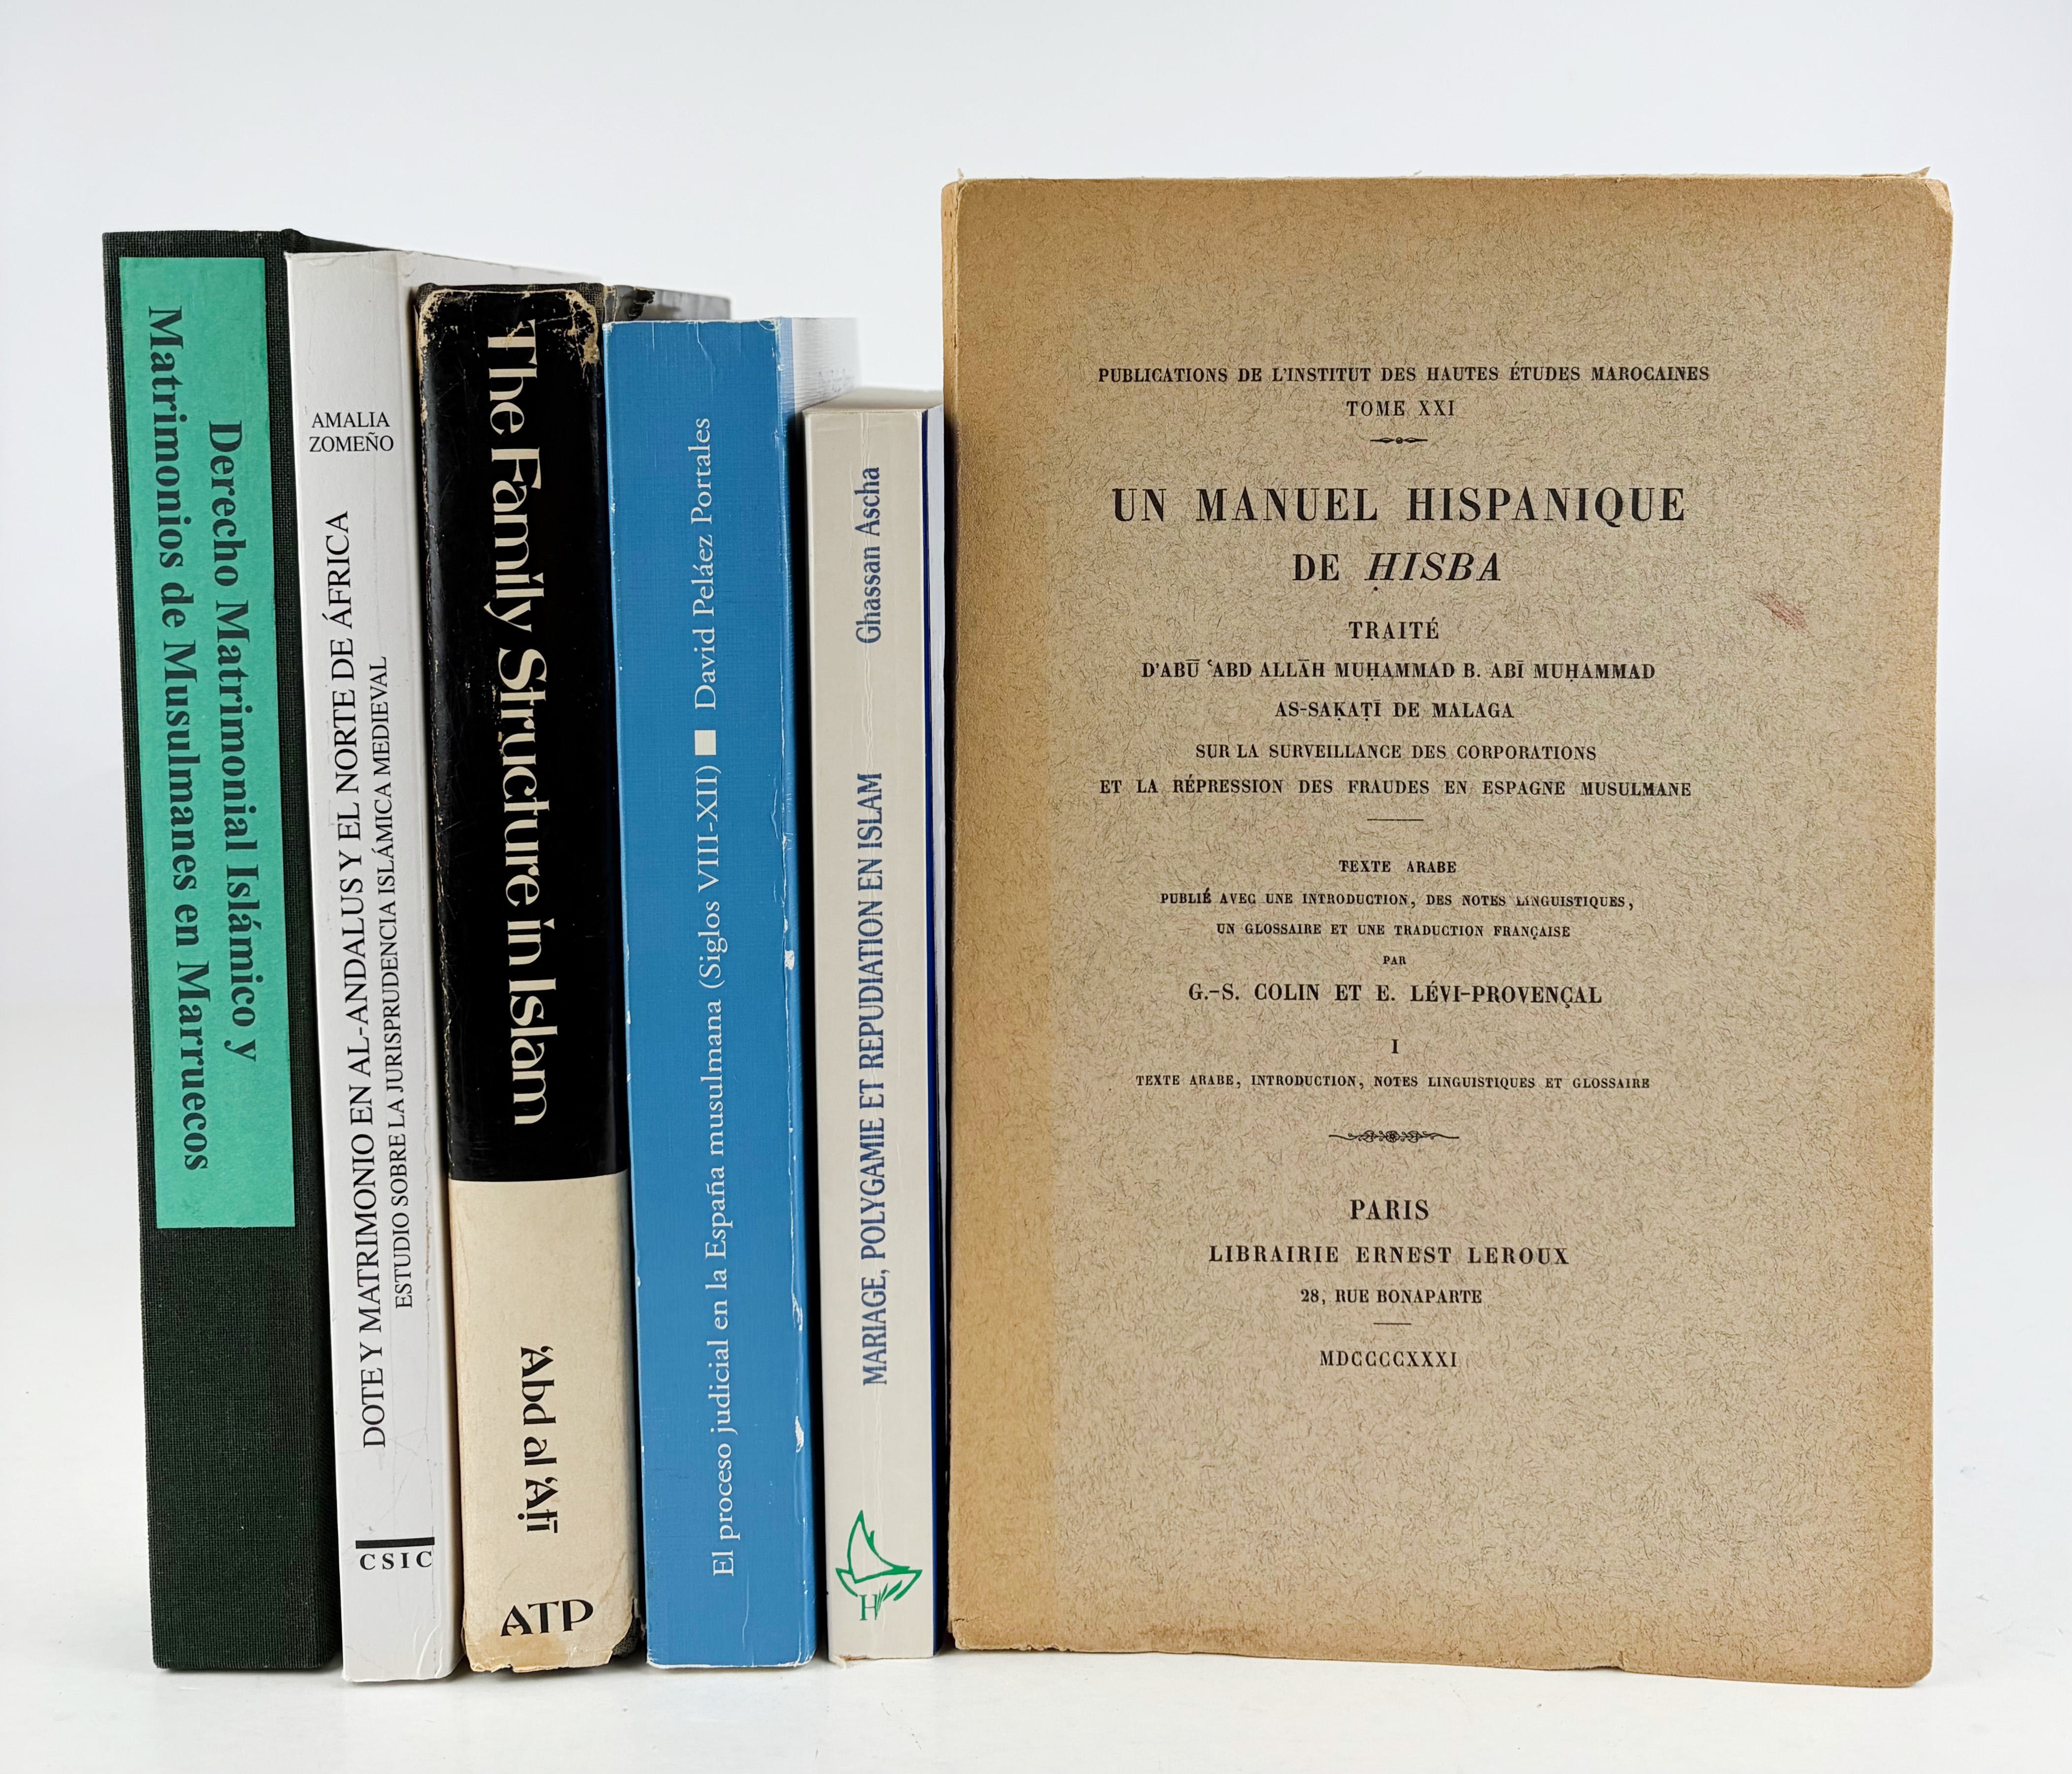 Derecho Matrimonial Islámico y
Matrimonios de Musulmanes en Marruecos
AMALIA
ZOMEÑO
DOTE Y MATRIMONIO EN AL-ANDALUS Y EL NORTE DE ÁFRICA
ESTUDIO SOBRE LA JURISPRUDENCIA ISLÁMICA MEDIEVAL
CSIC
The Family Structure in Islam
‘Abd al ‘Aṭī
ATP
El proceso judicial en la España musulmana (Siglos VIII-XII) ■ David Peláez Portales
MARIAGE, POLYGAMIE ET REPUDIATION EN ISLAM Ghassan Ascha
H
PUBLICATIONS DE L'INSTITUT DES HAUTES ÉTUDES MAROCAINES
TOME XXI
UN MANUEL HISPANIQUE
DE ḤISBA
TRAITÉ
D'ABŪ ‘ABD ALLĀH MUḤAMMAD B. ABĪ MUḤAMMAD
AS-SAḲAṬĪ DE MALAGA
SUR LA SURVEILLANCE DES CORPORATIONS
ET LA RÉPRESSION DES FRAUDES EN ESPAGNE MUSULMANE
TEXTE ARABE
PUBLIÉ AVEC UNE INTRODUCTION, DES NOTES LINGUISTIQUES,
UN GLOSSAIRE ET UNE TRADUCTION FRANÇAISE
PAR
G.-S. COLIN ET E. LÉVI-PROVENÇAL
I
TEXTE ARABE, INTRODUCTION, NOTES LINGUISTIQUES ET GLOSSAIRE
PARIS
LIBRAIRIE ERNEST LEROUX
28, RUE BONAPARTE
MDCCCCXXXI